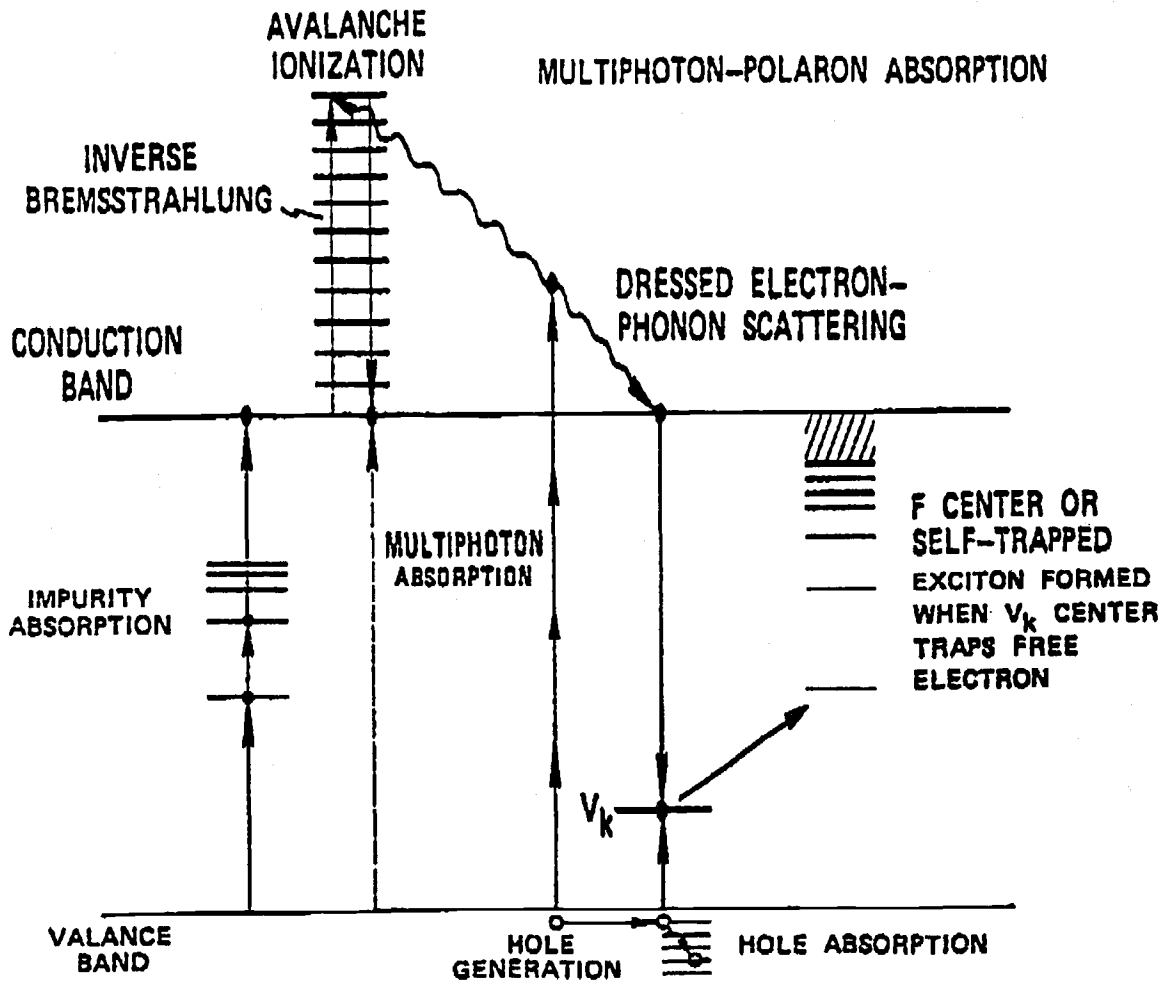 AVALANCHE
IONIZATION
MULTIPHOTON-POLARON ABSORPTION
INVERSE
BREMSSTRAHLUNG
DRESSED ELECTRON-
PHONON SCATTERING
CONDUCTION
BAND
MULTIPHOTON
ABSORPTION
F CENTER OR
SELF-TRAPPED
EXCITON FORMED
WHEN Vk CENTER
TRAPS FREE
ELECTRON
IMPURITY
ABSORPTION
Vk
VALANCE
BAND
HOLE
GENERATION
HOLE ABSORPTION